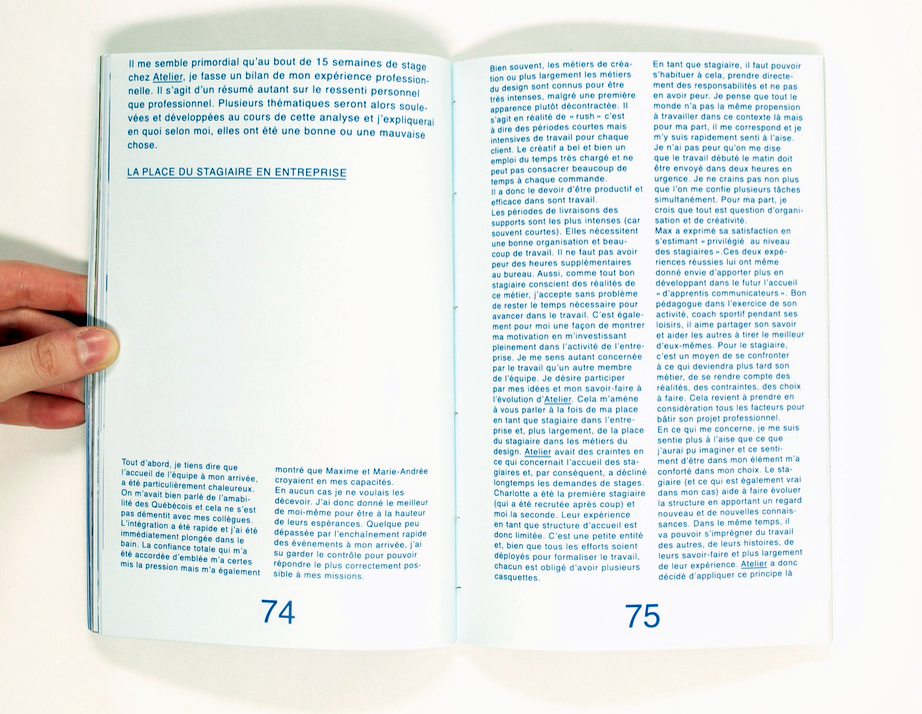 Il me semble primordial qu'au bout de 15 semaines de stage
chez Atelier, je fasse un bilan de mon expérience profession-
nelle. Il s'agit d'un résumé autant sur le ressenti personnel
que professionnel. Plusieurs thématiques seront alors soule-
vées et développées au cours de cette analyse et j'expliquerai
en quoi selon moi, elles ont été une bonne ou une mauvaise
chose.
LA PLACE DU STAGIAIRE EN ENTREPRISE
Tout d'abord, je tiens dire que
l'accueil de l'équipe à mon arrivée,
a été particulièrement chaleureux.
On m'avait bien parlé de l'amabi-
lité des Québécois et cela ne s'est
pas démentit avec mes collègues.
L'intégration a été rapide et j'ai été
immédiatement plongée dans le
bain. La confiance totale qui m'a
été accordée d'emblée m'a certes
mis la pression mais m'a également
montré que Maxime et Marie-Andrée
croyaient en mes capacités.
En aucun cas je ne voulais les
décevoir. J'ai donc donné le meilleur
de moi-même pour être à la hauteur
de leurs espérances. Quelque peu
dépassée par l'enchaînement rapide
des événements à mon arrivée, j'ai
su garder le contrôle pour pouvoir
répondre le plus correctement pos-
sible à mes missions.
74
Bien souvent, les métiers de créa-
tion ou plus largement les métiers
du design sont connus pour être
très intenses, malgré une première
apparence plutôt décontractée. Il
s'agit en réalité de « rush » c'est
à dire des périodes courtes mais
intensives de travail pour chaque
client. Le créatif a bel et bien un
emploi du temps très chargé et ne
peut pas consacrer beaucoup de
temps à chaque commande.
Il a donc le devoir d'être productif et
efficace dans sont travail.
Les périodes de livraisons des
supports sont les plus intenses (car
souvent courtes). Elles nécessitent
une bonne organisation et beau-
coup de travail. Il ne faut pas avoir
peur des heures supplémentaires
au bureau. Aussi, comme tout bon
stagiaire conscient des réalités de
ce métier, j'accepte sans problème
de rester le temps nécessaire pour
avancer dans le travail. C'est égale-
ment pour moi une façon de montrer
ma motivation en m'investissant
pleinement dans l'activité de l'entre-
prise. Je me sens autant concernée
par le travail qu'un autre membre
de l'équipe. Je désire participer
par mes idées et mon savoir-faire à
l'évolution d'Atelier. Cela m'amène
à vous parler à la fois de ma place
en tant que stagiaire dans l'entre-
prise et, plus largement, de la place
du stagiaire dans les métiers du
design. Atelier avait des craintes en
ce qui concernait l'accueil des sta-
giaires et, par conséquent, a décliné
longtemps les demandes de stages.
Charlotte a été la première stagiaire
(qui a été recrutée après coup) et
moi la seconde. Leur expérience
en tant que structure d'accueil est
donc limitée. C'est une petite entité
et, bien que tous les efforts soient
déployés pour formaliser le travail,
chacun est obligé d'avoir plusieurs
casquettes.
En tant que stagiaire, il faut pouvoir
s'habituer à cela, prendre directe-
ment des responsabilités et ne pas
en avoir peur. Je pense que tout le
monde n'a pas la même propension
à travailler dans ce contexte là mais
pour ma part, il me correspond et je
m'y suis rapidement senti à l'aise.
Je n'ai pas peur qu'on me dise
que le travail débuté le matin doit
être envoyé dans deux heures en
urgence. Je ne crains pas non plus
que l'on me confie plusieurs tâches
simultanément. Pour ma part, je
crois que tout est question d'organi-
sation et de créativité.
Max a exprimé sa satisfaction en
s'estimant « privilégié au niveau
des stagiaires ».Ces deux expé-
riences réussies lui ont même
donné envie d'apporter plus en
développant dans le futur l'accueil
« d'apprentis communicateurs ». Bon
pédagogue dans l'exercice de son
activité, coach sportif pendant ses
loisirs, il aime partager son savoir
et aider les autres à tirer le meilleur
d'eux-mêmes. Pour le stagiaire,
c'est un moyen de se confronter
à ce qui deviendra plus tard son
métier, de se rendre compte des
réalités, des contraintes, des choix
à faire. Cela revient à prendre en
considération tous les facteurs pour
bâtir son projet professionnel.
En ce qui me concerne, je me suis
sentie plus à l'aise que ce que
j'aurai pu imaginer et ce senti-
ment d'être dans mon élément m'a
conforté dans mon choix. Le sta-
giaire (et ce qui est également vrai
dans mon cas) aide à faire évoluer
la structure en apportant un regard
nouveau et de nouvelles connais-
sances. Dans le même temps, il
va pouvoir s'imprégner du travail
des autres, de leurs histoires, de
leurs savoir-faire et plus largement
de leur expérience. Atelier a donc
décidé d'appliquer ce principe là
75